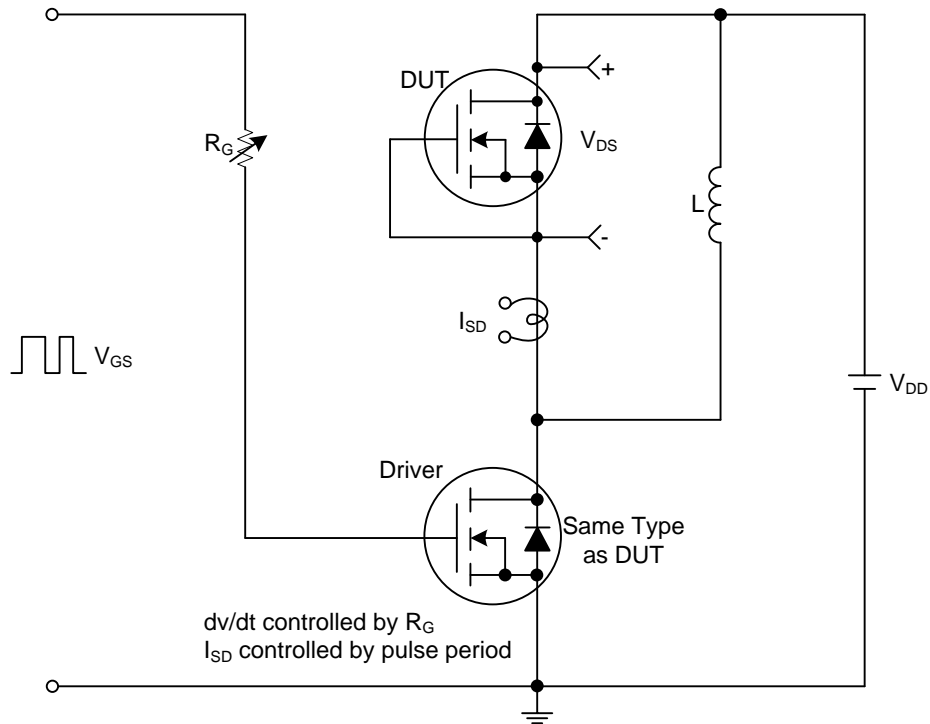 +
DUT
R_G
V_DS
L
-
I_SD
V_GS
V_DD
Driver
Same Type
as DUT
dv/dt controlled by R_G
I_SD controlled by pulse period